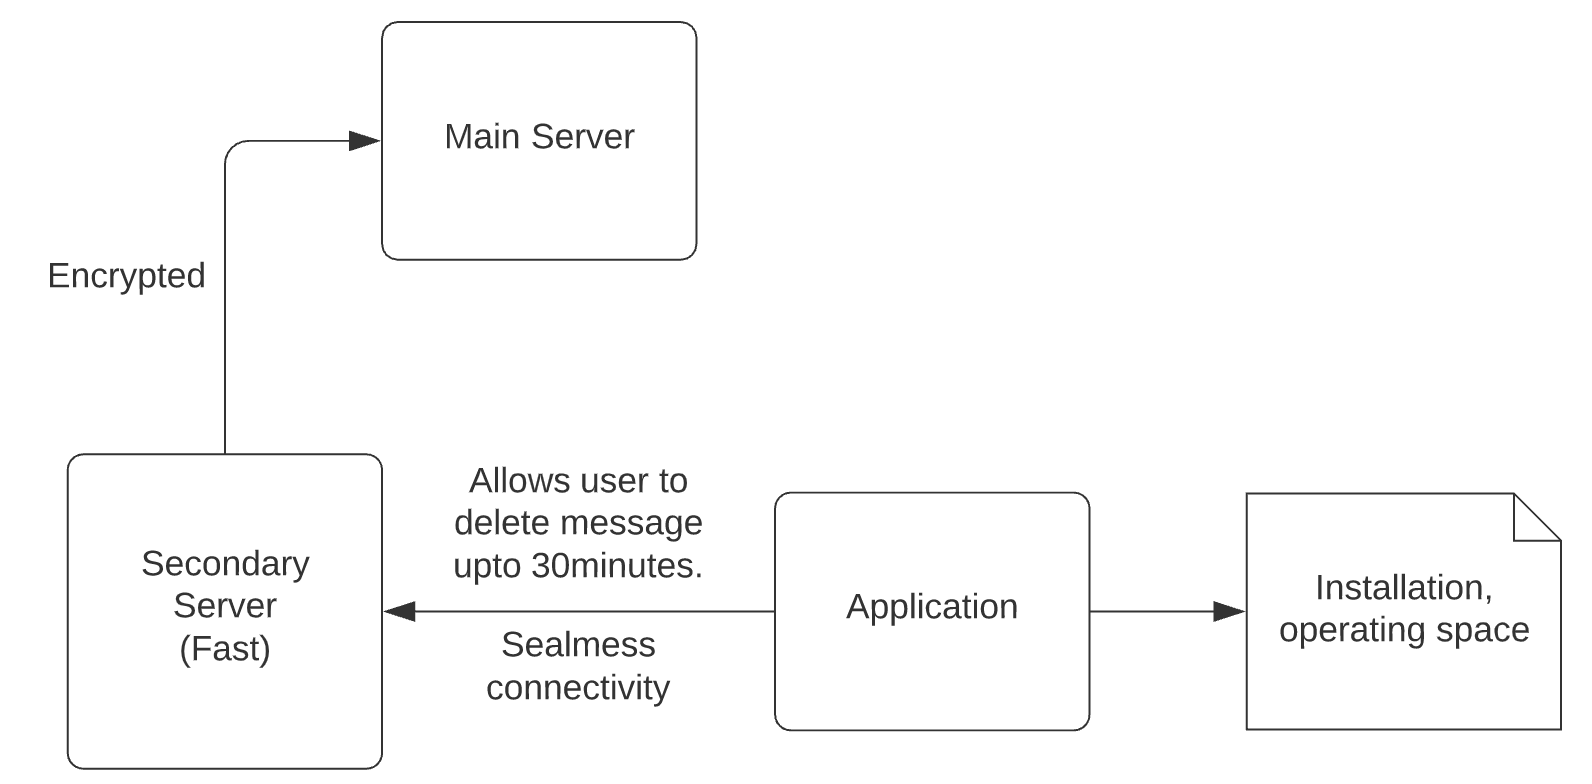 Main Server
Encrypted
Secondary
Server
(Fast)
Allows user to
delete message
upto 30minutes.
Sealmess
connectivity
Application
Installation,
operating space